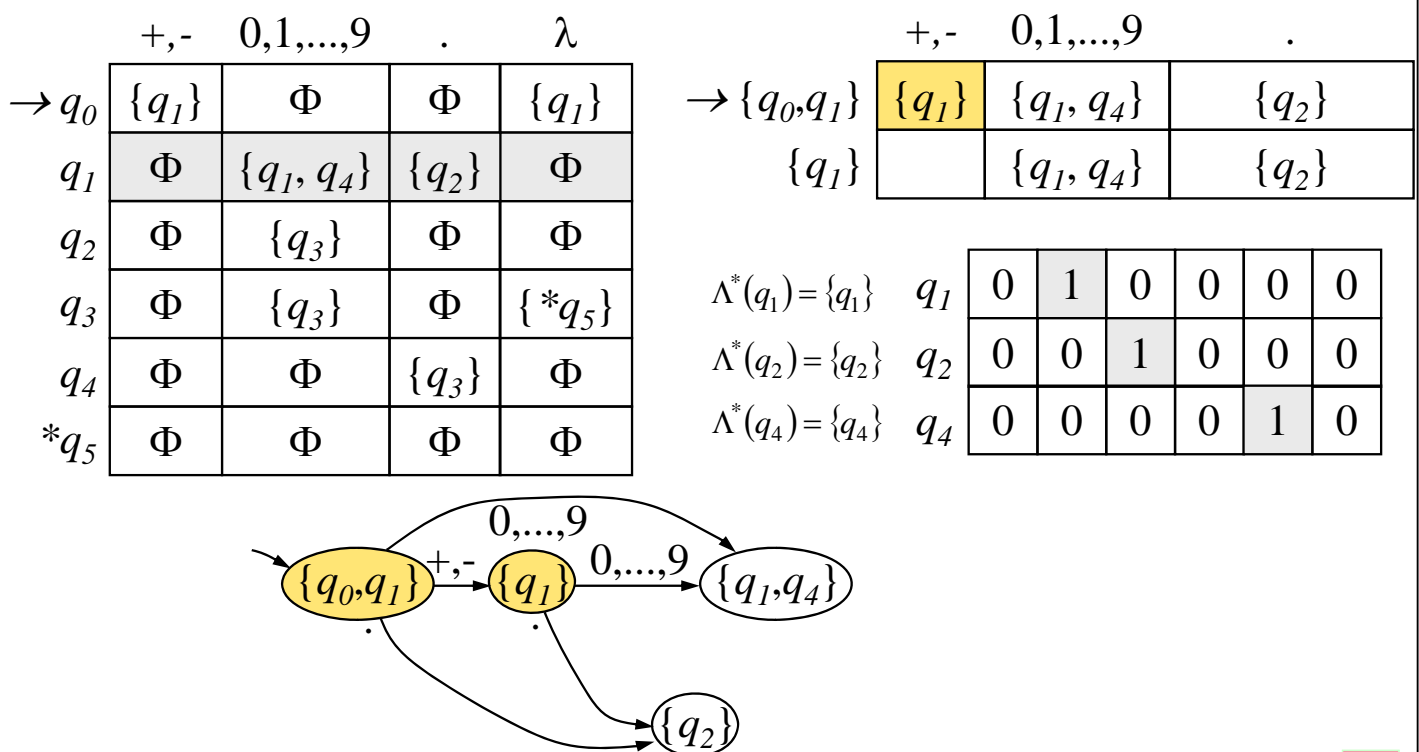 +,- 0,1,...,9 . λ
→ q0 {q1} Φ Φ {q1}
q1 Φ {q1, q4} {q2} Φ
q2 Φ {q3} Φ Φ
q3 Φ {q3} Φ {*q5}
q4 Φ Φ {q3} Φ
*q5 Φ Φ Φ Φ
+,- 0,1,...,9 .
→ {q0,q1} {q1} {q1, q4} {q2}
{q1} {q1, q4} {q2}
Λ*(q1) = {q1} q1 0 1 0 0 0 0
Λ*(q2) = {q2} q2 0 0 1 0 0 0
Λ*(q4) = {q4} q4 0 0 0 0 1 0
0,...,9
{q0,q1} +,- {q1} 0,...,9 {q1,q4}
. .
{q2}